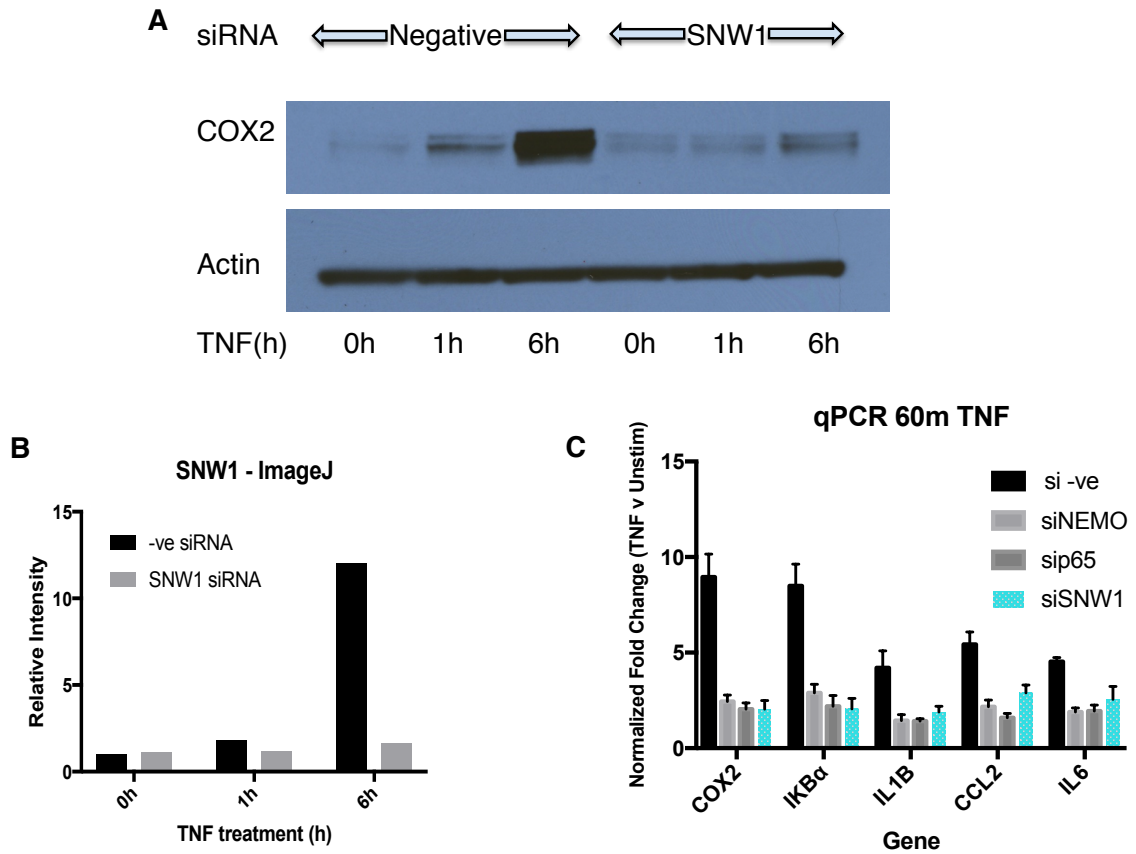 A
siRNA Negative SNW1
COX2
Actin
TNF(h) 0h 1h 6h 0h 1h 6h
B
SNW1 - ImageJ
Relative Intensity
15
10
5
0
-ve siRNA
SNW1 siRNA
0h 1h 6h
TNF treatment (h)
C
qPCR 60m TNF
Normalized Fold Change (TNF v Unstim)
15
10
5
0
si -ve
siNEMO
sip65
siSNW1
COX2 IKBα IL1B CCL2 IL6
Gene